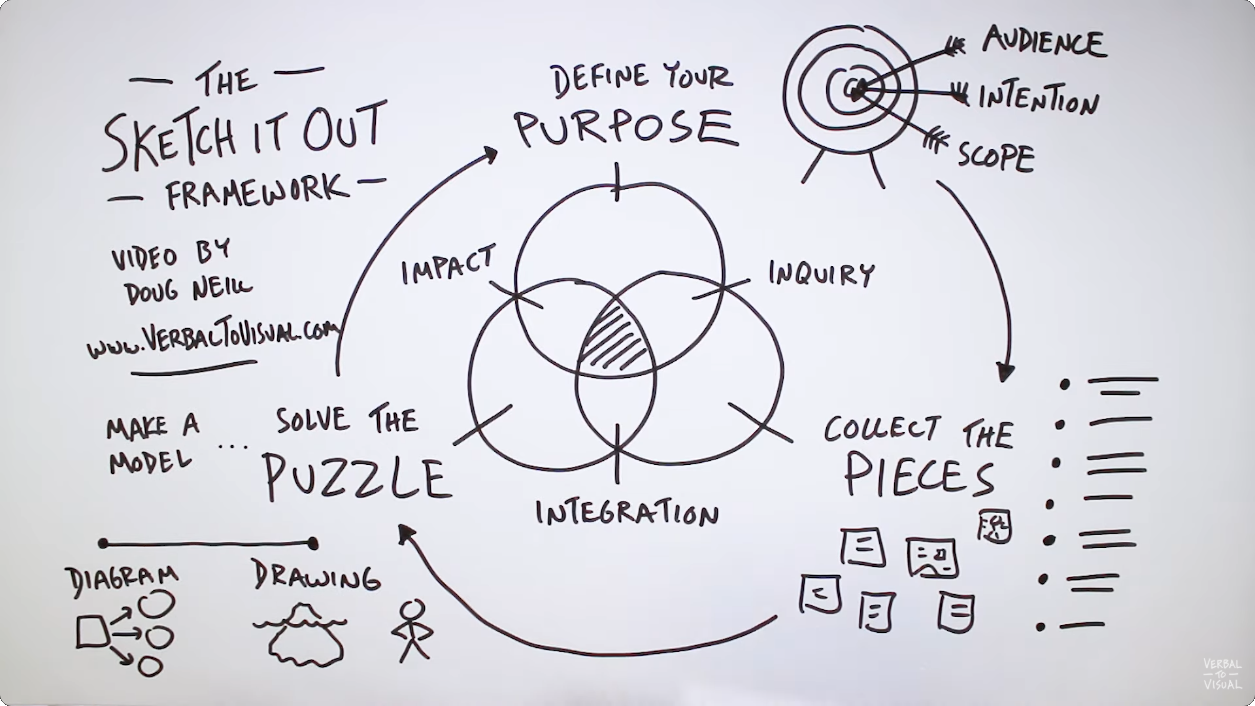 THE
SKETCH IT OUT
FRAMEWORK
VIDEO BY
DOUG NEILL
WWW.VERBALTOVISUAL.COM
DEFINE YOUR
PURPOSE
AUDIENCE
INTENTION
SCOPE
IMPACT
INQUIRY
INTEGRATION
COLLECT THE
PIECES
SOLVE THE
PUZZLE
MAKE A
MODEL ...
DIAGRAM
DRAWING
VERBAL
TO
VISUAL